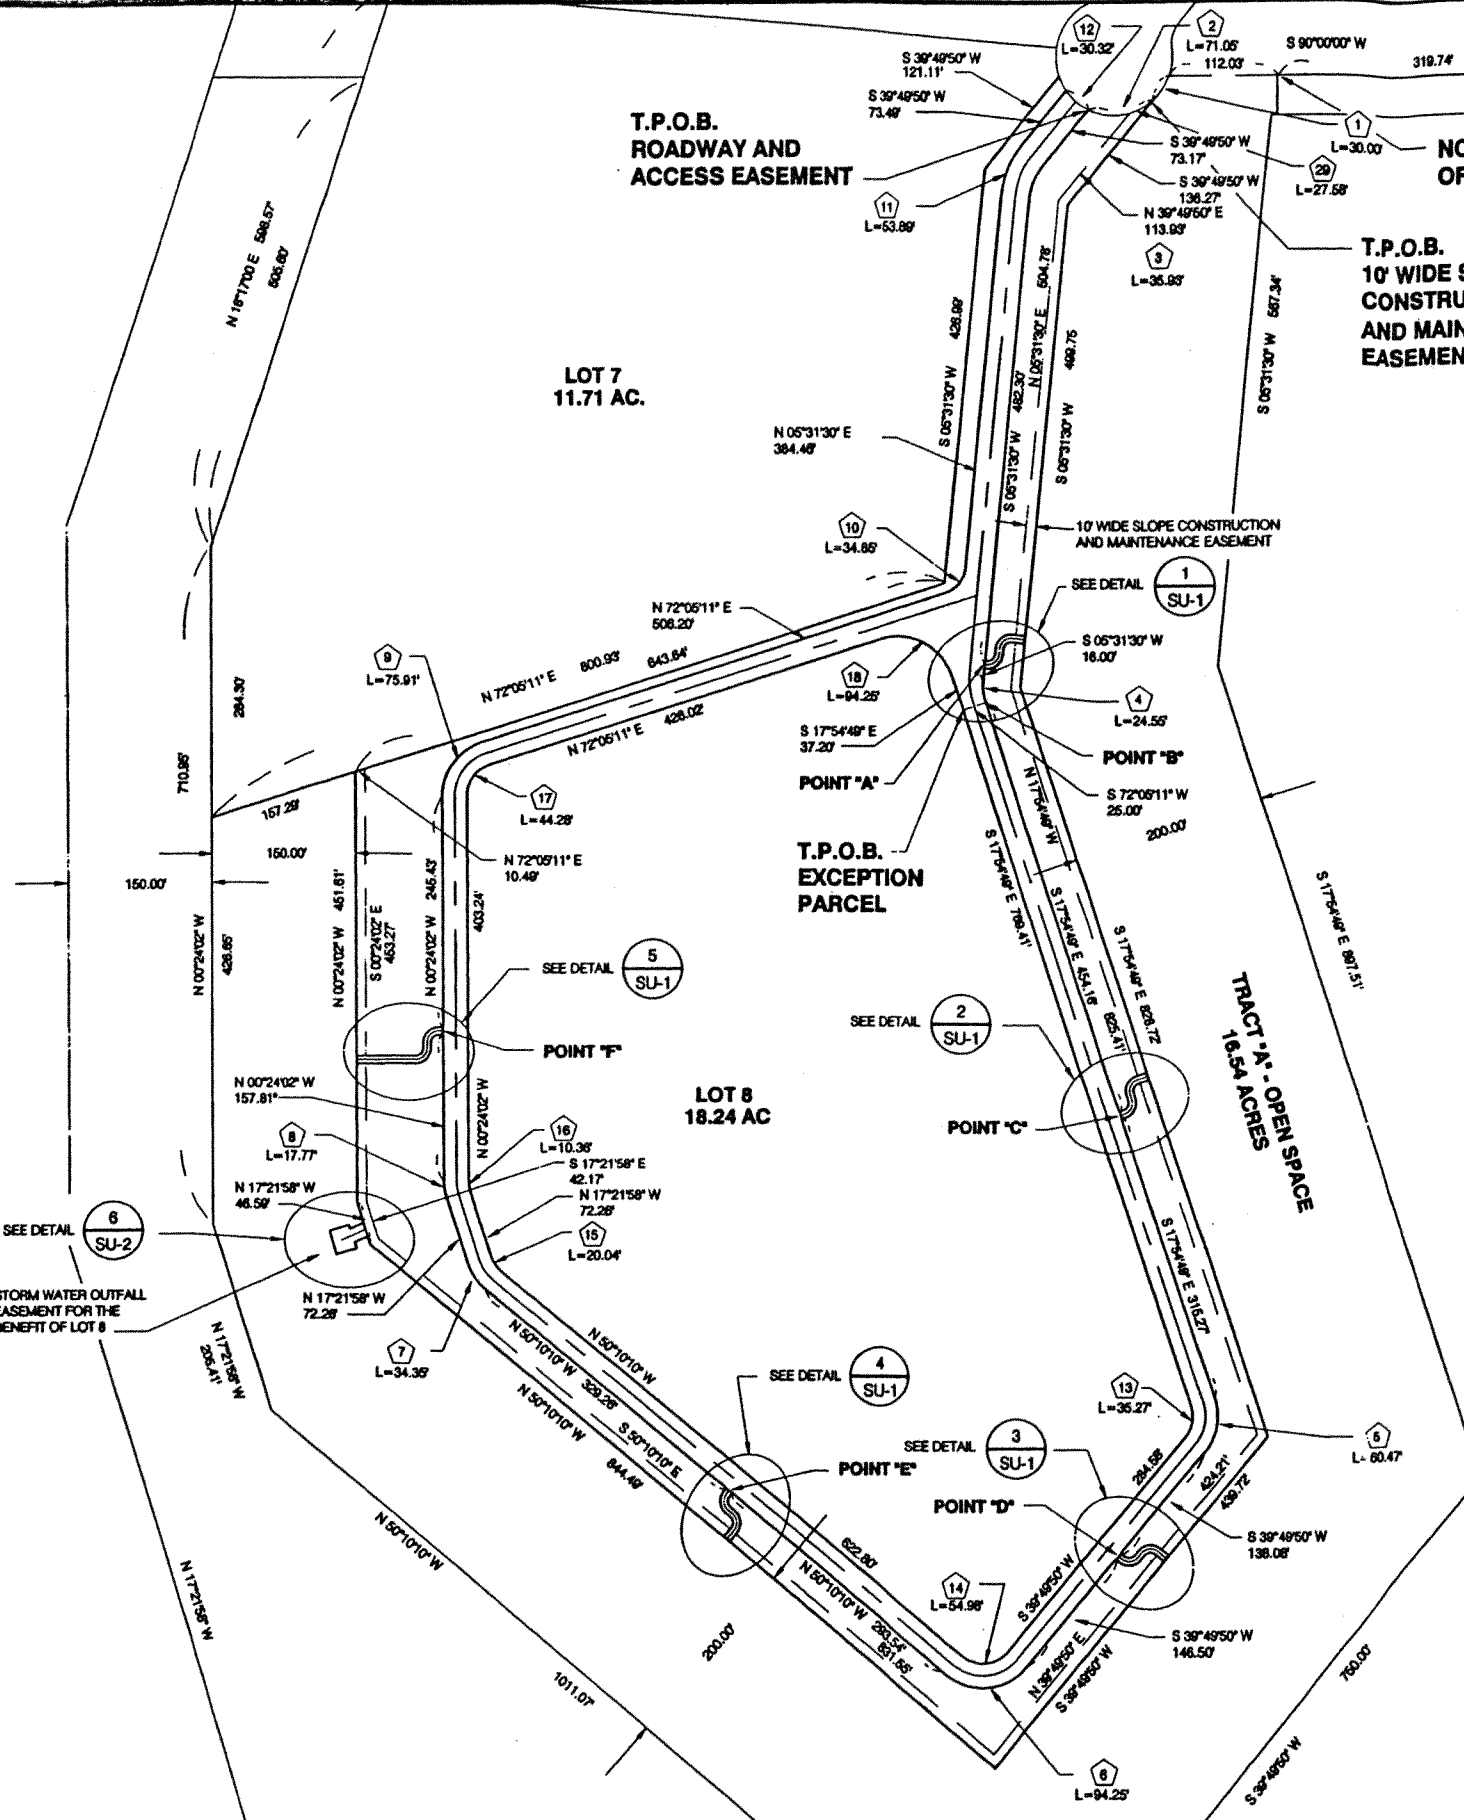 12
L=30.32'
2
L=71.05'
112.03'
S 90°00'00" W
319.74'
S 39°49'50" W
121.11'
S 39°49'50" W
73.49'
T.P.O.B.
ROADWAY AND
ACCESS EASEMENT
1
L=30.00'
S 39°49'50" W
73.17'
29
L=27.58'
S 39°49'50" W
136.27'
N 39°49'50" E
113.93'
11
L=53.89'
3
L=35.93'
T.P.O.B.
10' WIDE S
CONSTRU
AND MAIN
EASEMEN
NO
OF
N 16°17'00 E 598.57'
505.60'
LOT 7
11.71 AC.
S 05°31'30" W 426.99'
N 05°31'30" E 504.78'
482.30'
S 05°31'30" W
S 05°31'30" W 499.75
S 05°31'30" W 567.34'
N 05°31'30" E
384.46'
10
L=34.65'
10' WIDE SLOPE CONSTRUCTION
AND MAINTENANCE EASEMENT
SEE DETAIL
1
SU-1
N 72°05'11" E
506.20'
S 05°31'30" W
16.00'
9
L=75.91'
N 72°05'11" E 800.93' 643.64'
N 72°05'11" E 426.02'
18
L=94.25'
4
L=24.55'
S 17°54'49" E
37.20'
POINT "B"
POINT "A"
284.30'
710.95'
157.29'
17
L=44.28'
N 17°54'49" W
S 72°05'11" W
25.00'
200.00'
150.00'
150.00'
N 72°05'11" E
10.49'
T.P.O.B.
EXCEPTION
PARCEL
N 00°24'02" W
426.65'
N 00°24'02" W 451.61'
S 00°24'02" E
453.27'
N 00°24'02" W 245.43'
403.24'
S 17°54'49" E 789.41'
S 17°54'49" E 454.16'
825.41'
S 17°54'49" E 828.72'
S 17°54'49" E 897.51'
SEE DETAIL
5
SU-1
POINT "F"
SEE DETAIL
2
SU-1
POINT "C"
TRACT "A" - OPEN SPACE
16.54 ACRES
LOT 8
18.24 AC
N 00°24'02" W
157.81"
N 00°24'02" W
8
L=17.77'
16
L=10.36'
S 17°21'58" E
42.17'
N 17°21'58" W
46.59'
N 17°21'58" W
72.26'
SEE DETAIL
6
SU-2
15
L=20.04'
STORM WATER OUTFALL
EASEMENT FOR THE
BENEFIT OF LOT 8
N 17°21'58" W
72.26'
7
L=34.35'
N 17°21'58" W
205.41'
S 17°54'49" E 315.27'
N 50°10'10" W
N 50°10'10" W 329.26'
S 50°10'10" E
N 50°10'10" W
844.49'
SEE DETAIL
4
SU-1
POINT "E"
13
L=35.27'
SEE DETAIL
3
SU-1
5
L- 60.47'
POINT "D"
284.56'
424.21'
439.72'
S 39°49'50" W
138.08'
N 50°10'10" W
1011.07'
N 17°21'58" W
622.80'
N 50°10'10" W 293.54'
831.55'
14
L=54.98'
S 39°49'50" W
S 39°49'50" W
146.50'
N 39°49'50" E
S 39°49'50" W
200.00'
6
L=94.25'
750.00'
S 39°49'50" W